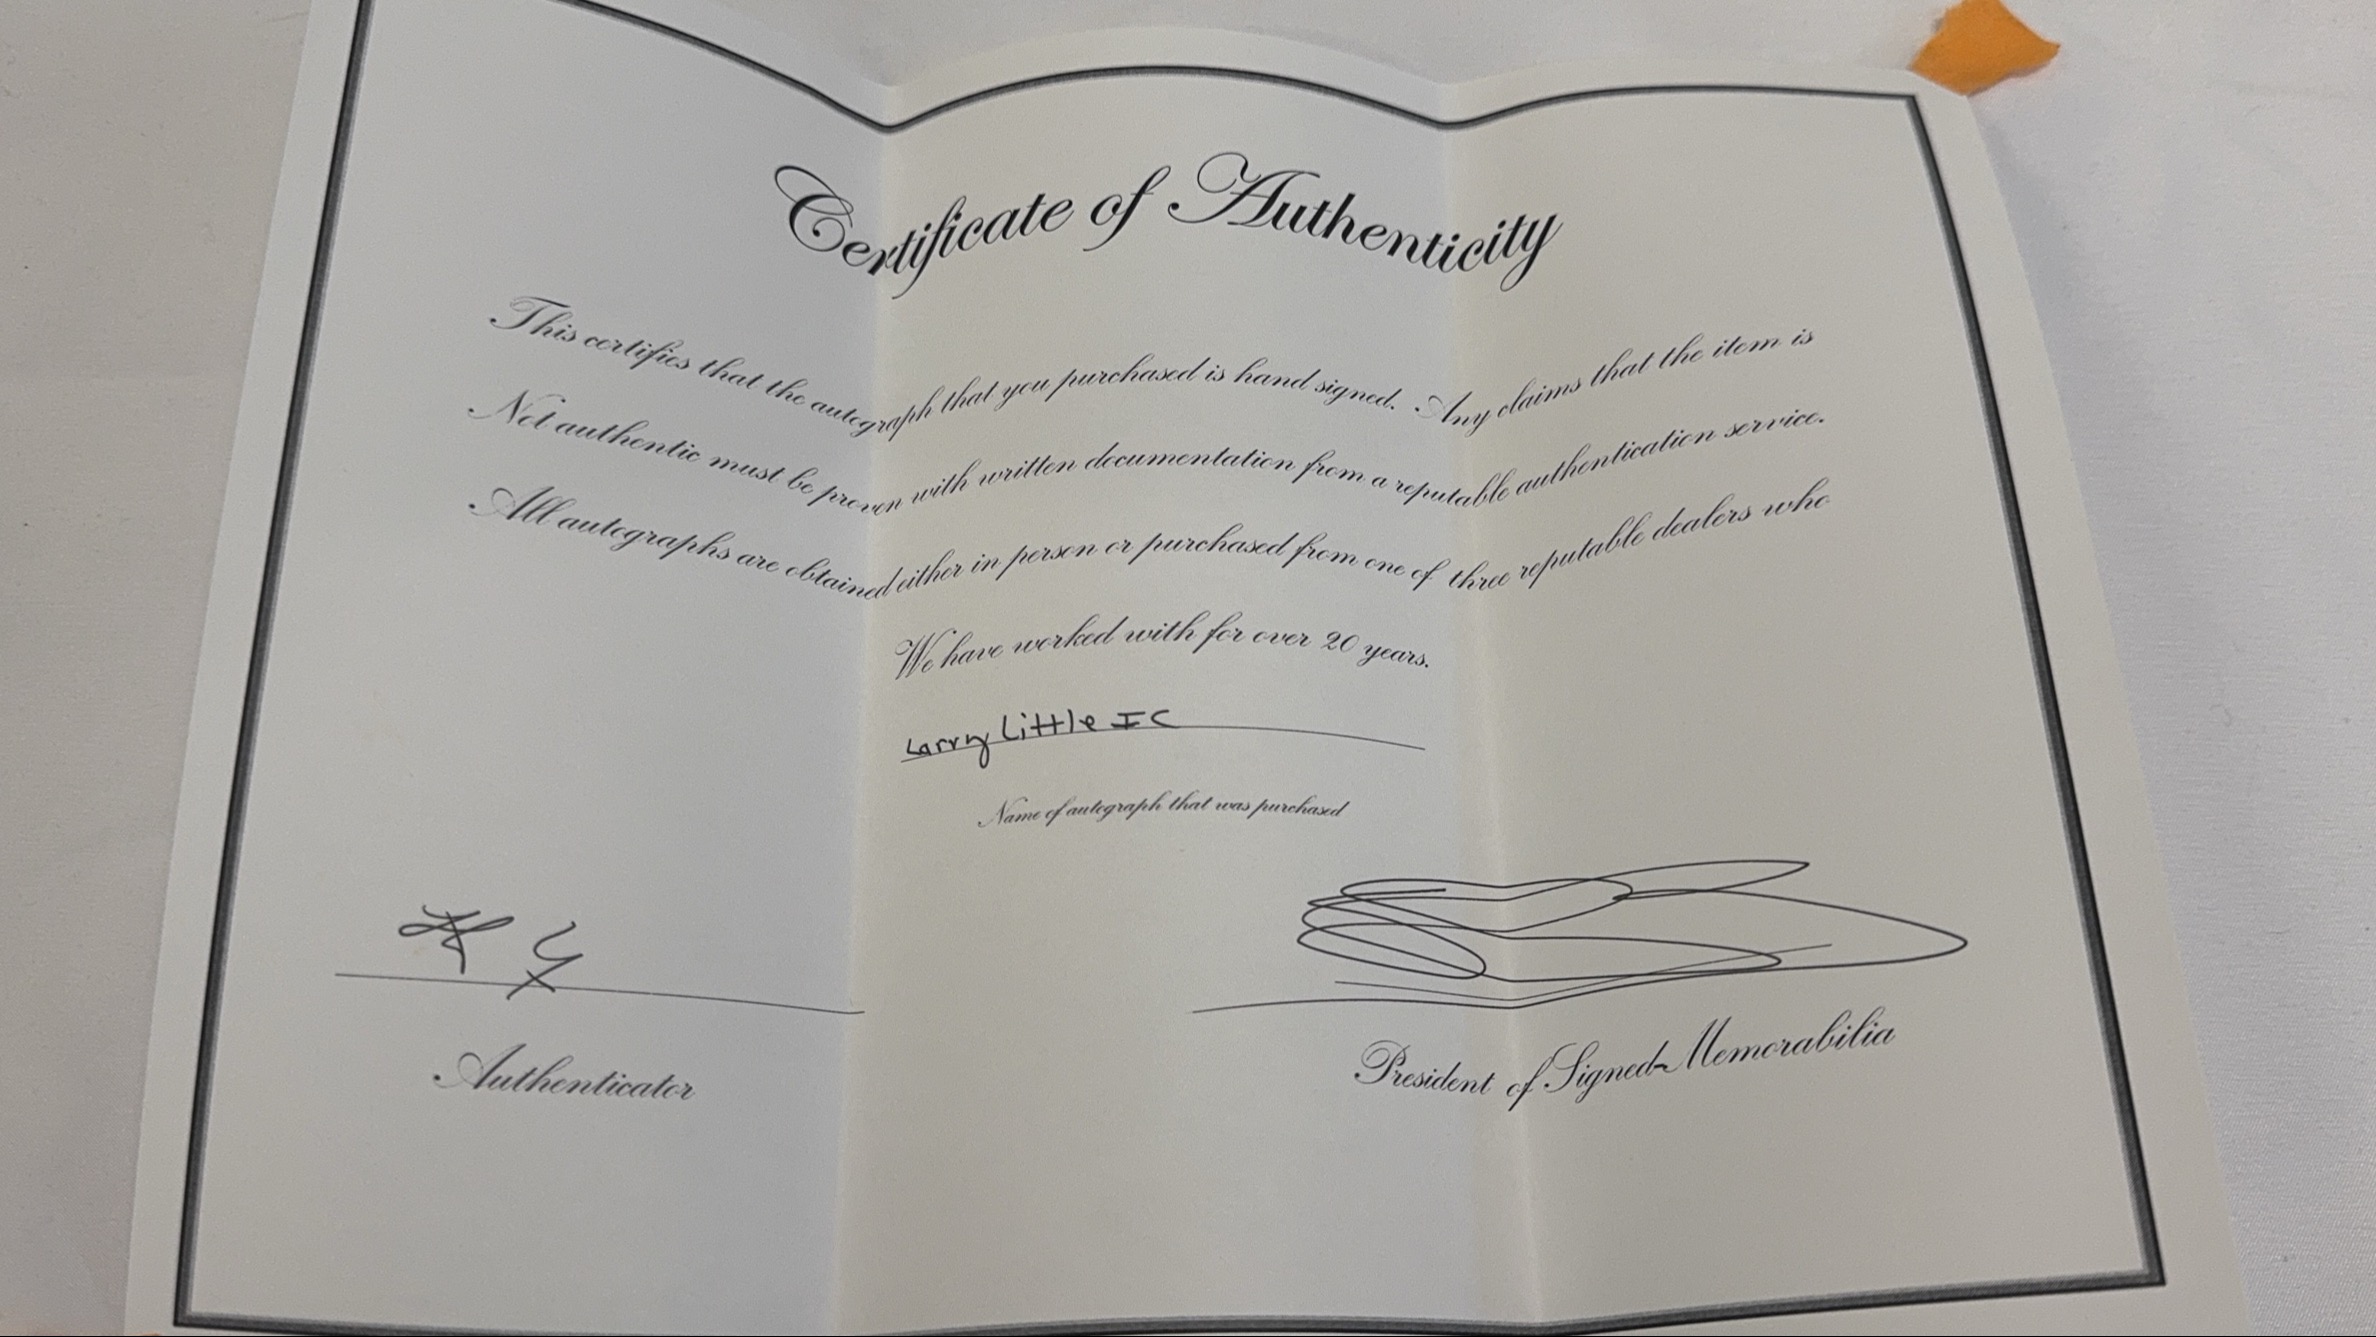 Certificate of Authenticity
This certifies that the autograph that you purchased is hand signed. Any claims that the item is
Not authentic must be proven with written documentation from a reputable authentication service.
All autographs are obtained either in person or purchased from one of three reputable dealers who
We have worked with for over 20 years.
Larry Little IC
Name of autograph that was purchased
Authenticator
President of Signed-Memorabilia